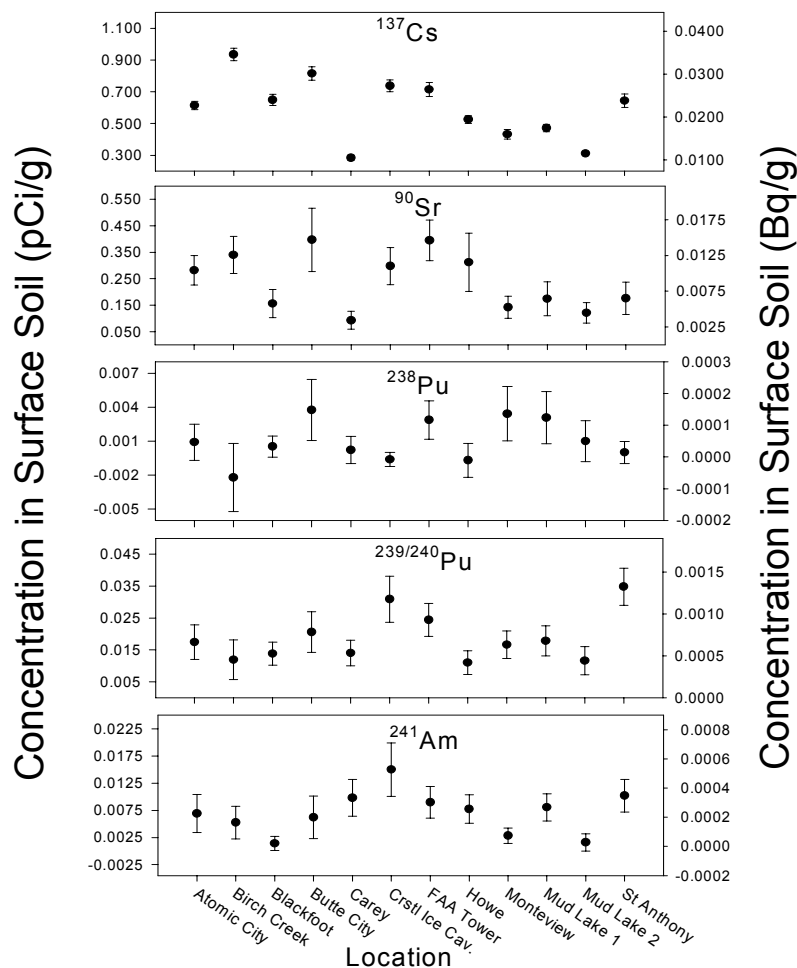 Concentration in Surface Soil (pCi/g)
Concentration in Surface Soil (Bq/g)
¹³⁷Cs
1.100
0.900
0.700
0.500
0.300
0.0400
0.0300
0.0200
0.0100
⁹⁰Sr
0.550
0.450
0.350
0.250
0.150
0.050
0.0175
0.0125
0.0075
0.0025
²³⁸Pu
0.007
0.004
0.001
-0.002
-0.005
0.0003
0.0002
0.0001
0.0000
-0.0001
-0.0002
²³⁹/²⁴⁰Pu
0.045
0.035
0.025
0.015
0.005
0.0015
0.0010
0.0005
0.0000
²⁴¹Am
0.0225
0.0175
0.0125
0.0075
0.0025
-0.0025
0.0008
0.0006
0.0004
0.0002
0.0000
-0.0002
Atomic City
Birch Creek
Blackfoot
Butte City
Carey
Crstl Ice Cav.
FAA Tower
Howe
Monteview
Mud Lake 1
Mud Lake 2
St Anthony
Location